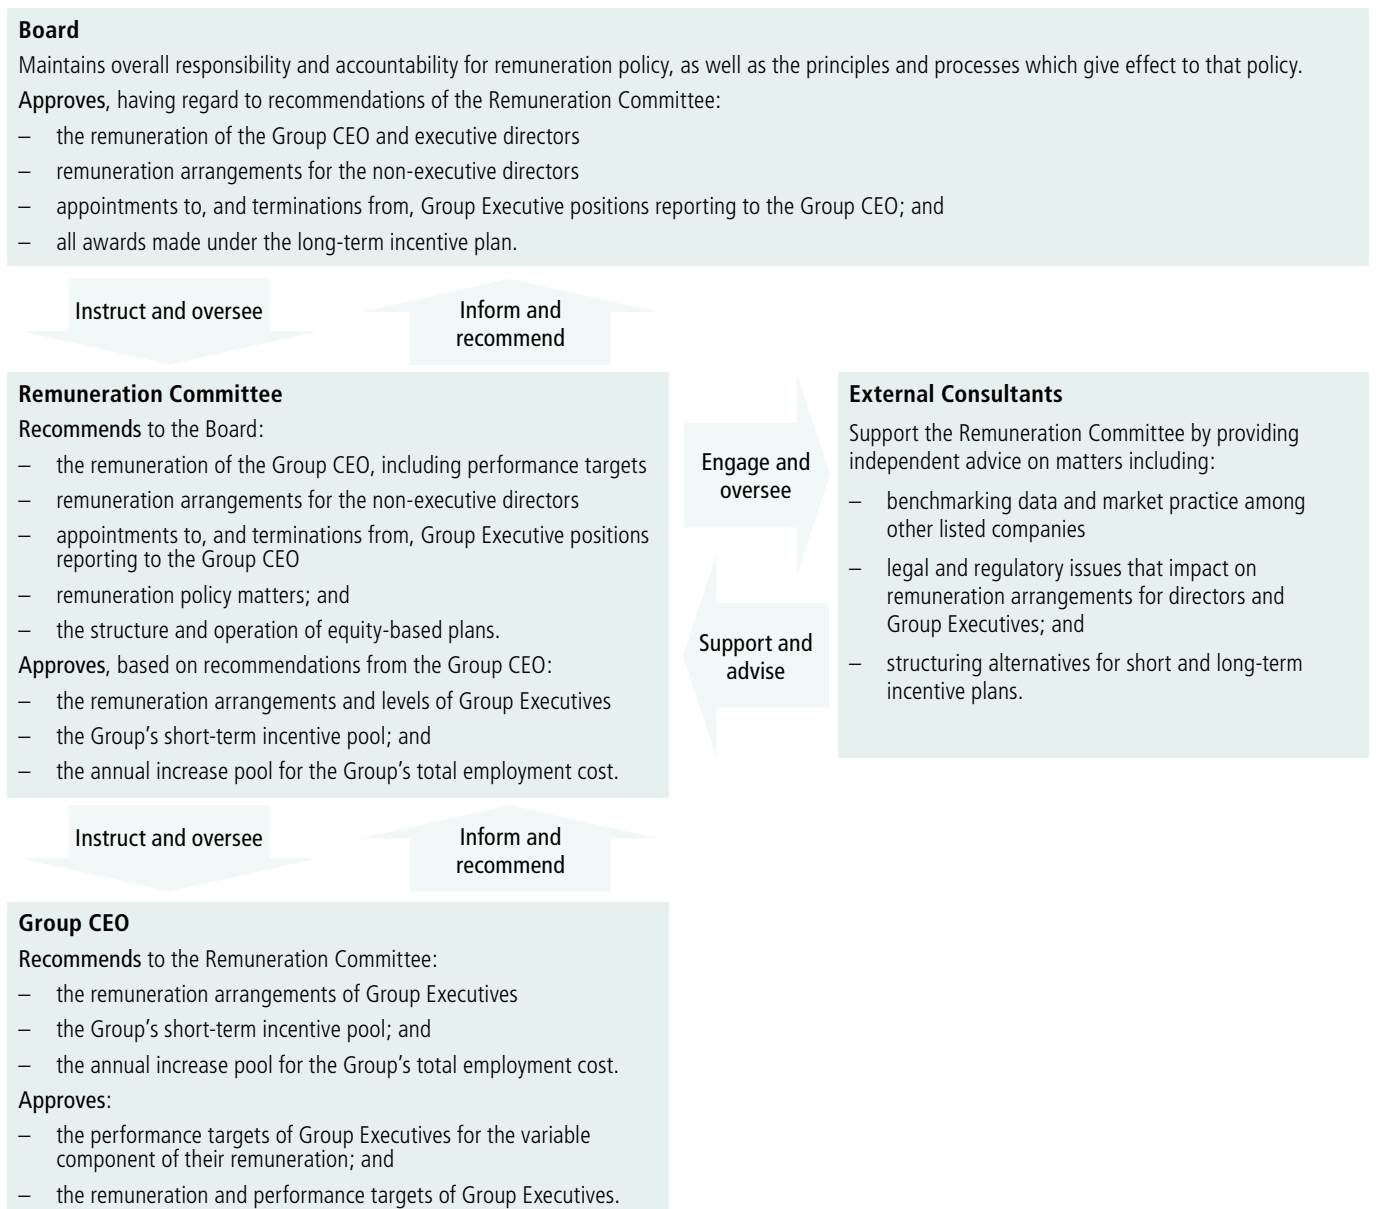 Board
Maintains overall responsibility and accountability for remuneration policy, as well as the principles and processes which give effect to that policy.
Approves, having regard to recommendations of the Remuneration Committee:
– the remuneration of the Group CEO and executive directors
– remuneration arrangements for the non-executive directors
– appointments to, and terminations from, Group Executive positions reporting to the Group CEO; and
– all awards made under the long-term incentive plan.
Instruct and oversee
Inform and
recommend
Remuneration Committee
Recommends to the Board:
– the remuneration of the Group CEO, including performance targets
– remuneration arrangements for the non-executive directors
– appointments to, and terminations from, Group Executive positions
reporting to the Group CEO
– remuneration policy matters; and
– the structure and operation of equity-based plans.
Approves, based on recommendations from the Group CEO:
– the remuneration arrangements and levels of Group Executives
– the Group's short-term incentive pool; and
– the annual increase pool for the Group's total employment cost.
Engage and
oversee
Support and
advise
External Consultants
Support the Remuneration Committee by providing
independent advice on matters including:
– benchmarking data and market practice among
other listed companies
– legal and regulatory issues that impact on
remuneration arrangements for directors and
Group Executives; and
– structuring alternatives for short and long-term
incentive plans.
Instruct and oversee
Inform and
recommend
Group CEO
Recommends to the Remuneration Committee:
– the remuneration arrangements of Group Executives
– the Group's short-term incentive pool; and
– the annual increase pool for the Group's total employment cost.
Approves:
– the performance targets of Group Executives for the variable
component of their remuneration; and
– the remuneration and performance targets of Group Executives.